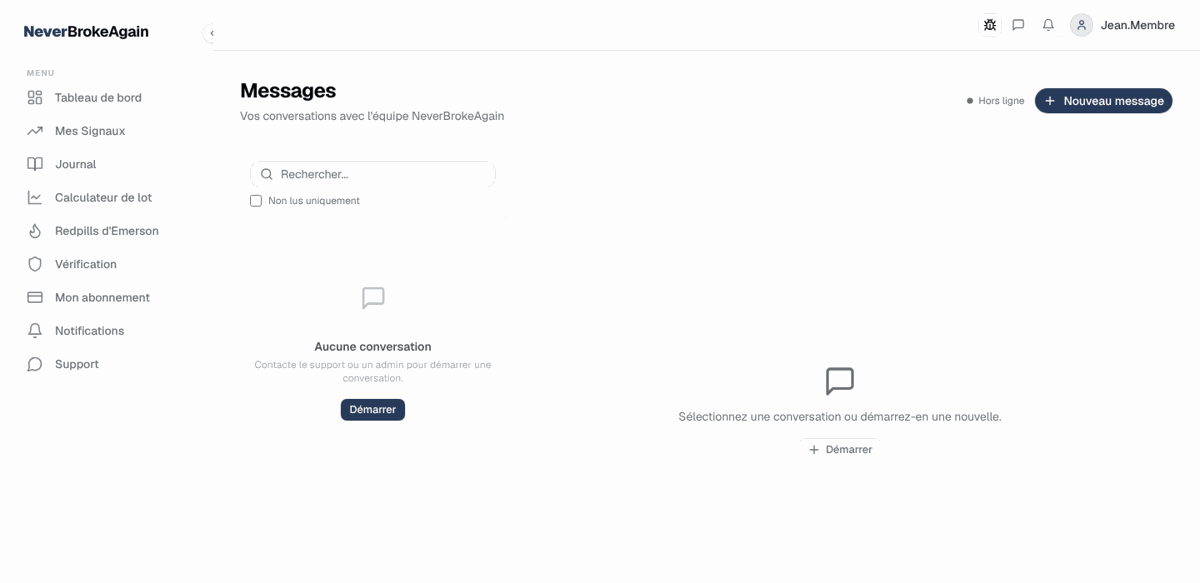 NeverBrokeAgain
Jean.Membre
MENU
Tableau de bord
Mes Signaux
Journal
Calculateur de lot
Redpills d'Emerson
Vérification
Mon abonnement
Notifications
Support
Messages
Vos conversations avec l'équipe NeverBrokeAgain
Hors ligne
Nouveau message
Rechercher...
Non lus uniquement
Aucune conversation
Contacte le support ou un admin pour démarrer une
conversation.
Démarrer
Sélectionnez une conversation ou démarrez-en une nouvelle.
Démarrer